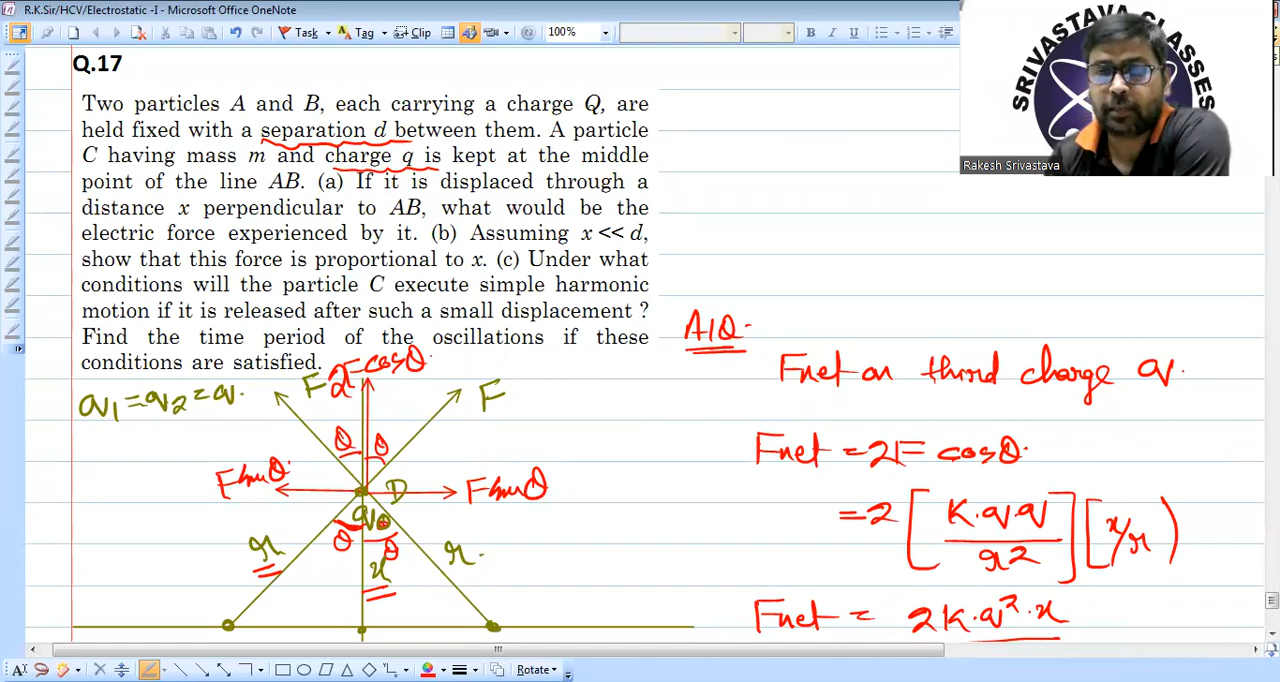 R.K.Sir/HCV/Electrostatic -I - Microsoft Office OneNote
Task
Tag
Clip
100%
B I U
SRIVASTAVA CLASSES
Rakesh Srivastava
Q.17
Two particles A and B, each carrying a charge Q, are
held fixed with a separation d between them. A particle
C having mass m and charge q is kept at the middle
point of the line AB. (a) If it is displaced through a
distance x perpendicular to AB, what would be the
electric force experienced by it. (b) Assuming x << d,
show that this force is proportional to x. (c) Under what
conditions will the particle C execute simple harmonic
motion if it is released after such a small displacement ?
Find the time period of the oscillations if these
conditions are satisfied.
q1 = q2 = q.
F
2Fcosθ
F
θ θ
Fsinθ
D
Fsinθ
θ θ
r
x
r
A/Q.
Fnet on third charge q.
Fnet = 2F cosθ
= 2 [ K.q.q / r2 ] [ x/r ]
Fnet = 2K.q2.x
Rotate